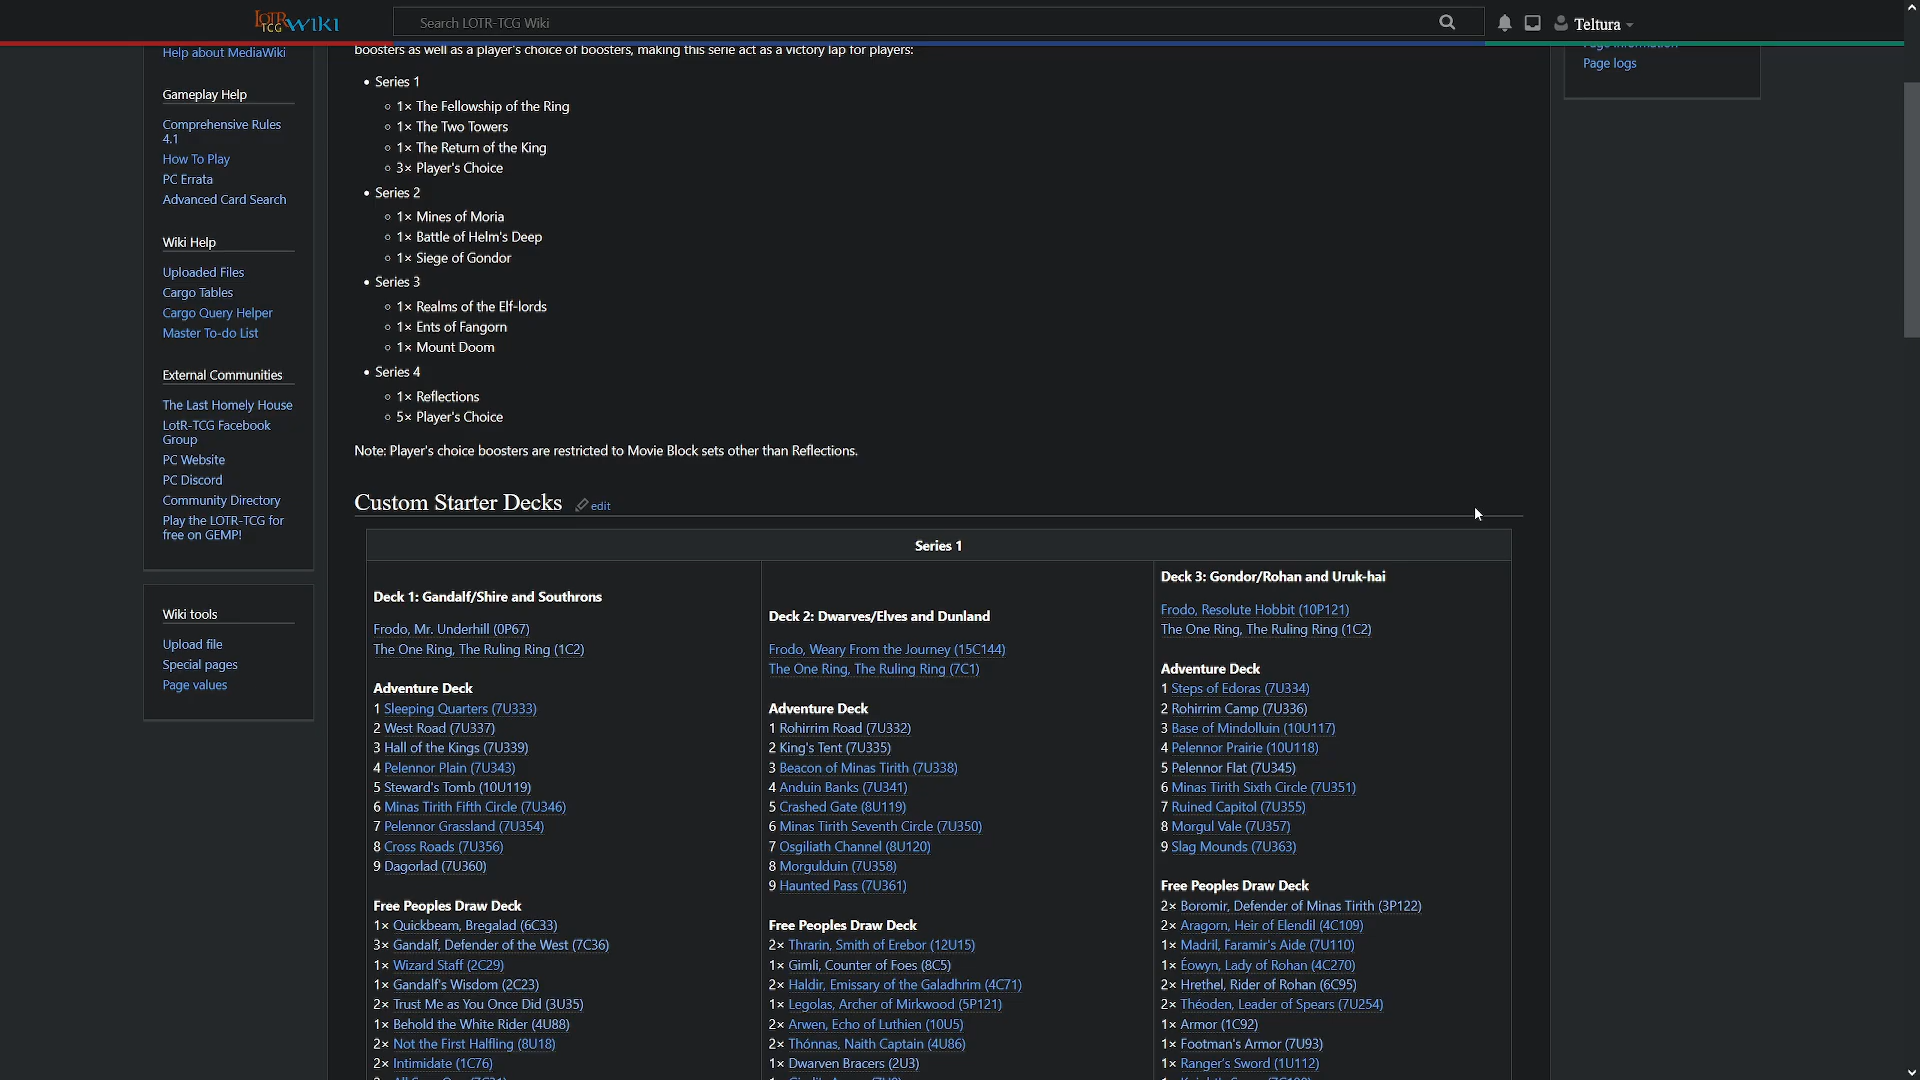 LOTR TCG WIKI
Search LOTR-TCG Wiki
Teltura
Help about MediaWiki
Gameplay Help
Comprehensive Rules
4.1
How To Play
PC Errata
Advanced Card Search
Wiki Help
Uploaded Files
Cargo Tables
Cargo Query Helper
Master To-do List
External Communities
The Last Homely House
LotR-TCG Facebook
Group
PC Website
PC Discord
Community Directory
Play the LOTR-TCG for
free on GEMP!
Wiki tools
Upload file
Special pages
Page values
boosters as well as a player's choice of boosters, making this serie act as a victory lap for players:
• Series 1
1× The Fellowship of the Ring
1× The Two Towers
1× The Return of the King
3× Player's Choice
• Series 2
1× Mines of Moria
1× Battle of Helm's Deep
1× Siege of Gondor
• Series 3
1× Realms of the Elf-lords
1× Ents of Fangorn
1× Mount Doom
• Series 4
1× Reflections
5× Player's Choice
Note: Player's choice boosters are restricted to Movie Block sets other than Reflections.
Custom Starter Decks edit
Series 1
Deck 1: Gandalf/Shire and Southrons
Frodo, Mr. Underhill (0P67)
The One Ring, The Ruling Ring (1C2)
Adventure Deck
1 Sleeping Quarters (7U333)
2 West Road (7U337)
3 Hall of the Kings (7U339)
4 Pelennor Plain (7U343)
5 Steward's Tomb (10U119)
6 Minas Tirith Fifth Circle (7U346)
7 Pelennor Grassland (7U354)
8 Cross Roads (7U356)
9 Dagorlad (7U360)
Free Peoples Draw Deck
1× Quickbeam, Bregalad (6C33)
3× Gandalf, Defender of the West (7C36)
1× Wizard Staff (2C29)
1× Gandalf's Wisdom (2C23)
2× Trust Me as You Once Did (3U35)
1× Behold the White Rider (4U88)
2× Not the First Halfling (8U18)
2× Intimidate (1C76)
Deck 2: Dwarves/Elves and Dunland
Frodo, Weary From the Journey (15C144)
The One Ring, The Ruling Ring (7C1)
Adventure Deck
1 Rohirrim Road (7U332)
2 King's Tent (7U335)
3 Beacon of Minas Tirith (7U338)
4 Anduin Banks (7U341)
5 Crashed Gate (8U119)
6 Minas Tirith Seventh Circle (7U350)
7 Osgiliath Channel (8U120)
8 Morgulduin (7U358)
9 Haunted Pass (7U361)
Free Peoples Draw Deck
2× Thrarin, Smith of Erebor (12U15)
1× Gimli, Counter of Foes (8C5)
2× Haldir, Emissary of the Galadhrim (4C71)
1× Legolas, Archer of Mirkwood (5P121)
2× Arwen, Echo of Luthien (10U5)
2× Thónnas, Naith Captain (4U86)
1× Dwarven Bracers (2U3)
Deck 3: Gondor/Rohan and Uruk-hai
Frodo, Resolute Hobbit (10P121)
The One Ring, The Ruling Ring (1C2)
Adventure Deck
1 Steps of Edoras (7U334)
2 Rohirrim Camp (7U336)
3 Base of Mindolluin (10U117)
4 Pelennor Prairie (10U118)
5 Pelennor Flat (7U345)
6 Minas Tirith Sixth Circle (7U351)
7 Ruined Capitol (7U355)
8 Morgul Vale (7U357)
9 Slag Mounds (7U363)
Free Peoples Draw Deck
2× Boromir, Defender of Minas Tirith (3P122)
2× Aragorn, Heir of Elendil (4C109)
1× Madril, Faramir's Aide (7U110)
1× Éowyn, Lady of Rohan (4C270)
2× Hrethel, Rider of Rohan (6C95)
2× Théoden, Leader of Spears (7U254)
1× Armor (1C92)
1× Footman's Armor (7U93)
1× Ranger's Sword (1U112)
Page information
Page logs